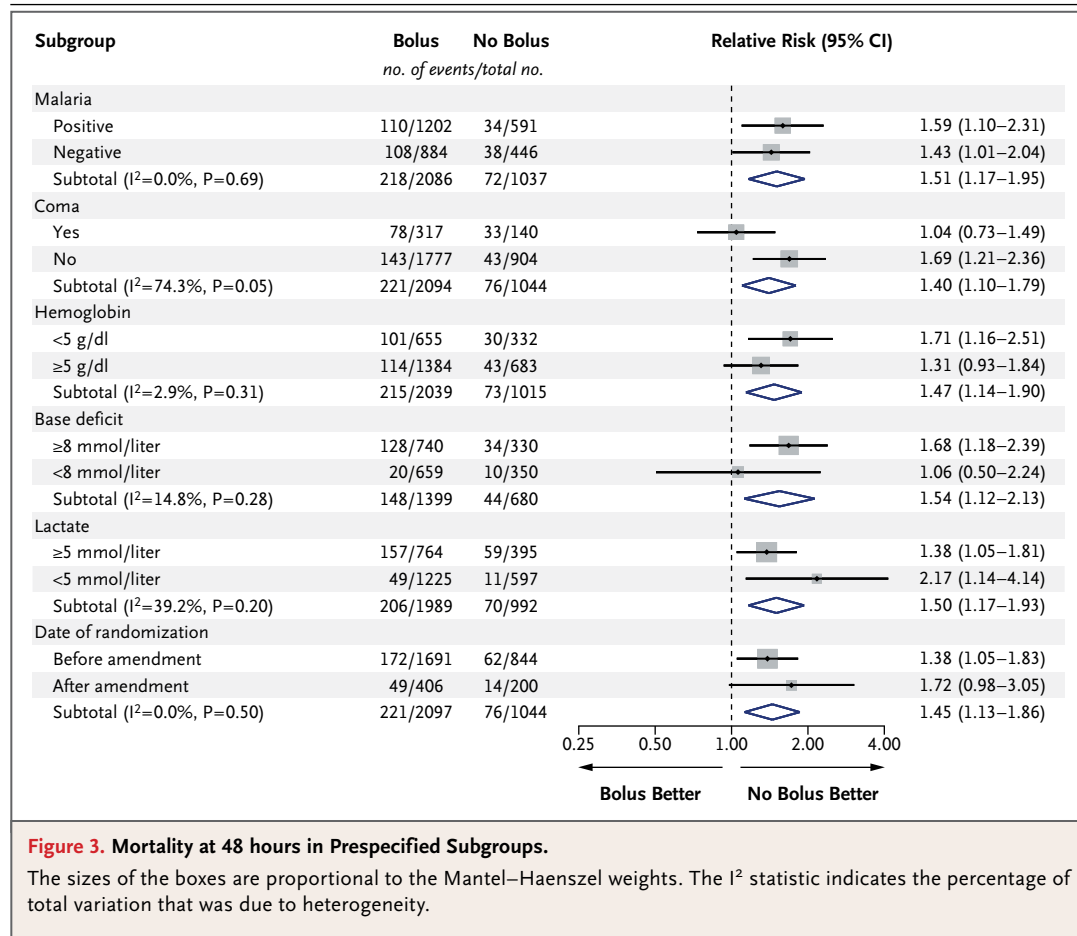 Subgroup Bolus No Bolus Relative Risk (95% CI)
no. of events/total no.
Malaria
Positive 110/1202 34/591 1.59 (1.10–2.31)
Negative 108/884 38/446 1.43 (1.01–2.04)
Subtotal (I²=0.0%, P=0.69) 218/2086 72/1037 1.51 (1.17–1.95)
Coma
Yes 78/317 33/140 1.04 (0.73–1.49)
No 143/1777 43/904 1.69 (1.21–2.36)
Subtotal (I²=74.3%, P=0.05) 221/2094 76/1044 1.40 (1.10–1.79)
Hemoglobin
<5 g/dl 101/655 30/332 1.71 (1.16–2.51)
≥5 g/dl 114/1384 43/683 1.31 (0.93–1.84)
Subtotal (I²=2.9%, P=0.31) 215/2039 73/1015 1.47 (1.14–1.90)
Base deficit
≥8 mmol/liter 128/740 34/330 1.68 (1.18–2.39)
<8 mmol/liter 20/659 10/350 1.06 (0.50–2.24)
Subtotal (I²=14.8%, P=0.28) 148/1399 44/680 1.54 (1.12–2.13)
Lactate
≥5 mmol/liter 157/764 59/395 1.38 (1.05–1.81)
<5 mmol/liter 49/1225 11/597 2.17 (1.14–4.14)
Subtotal (I²=39.2%, P=0.20) 206/1989 70/992 1.50 (1.17–1.93)
Date of randomization
Before amendment 172/1691 62/844 1.38 (1.05–1.83)
After amendment 49/406 14/200 1.72 (0.98–3.05)
Subtotal (I²=0.0%, P=0.50) 221/2097 76/1044 1.45 (1.13–1.86)
0.25 0.50 1.00 2.00 4.00
Bolus Better No Bolus Better
Figure 3. Mortality at 48 hours in Prespecified Subgroups.
The sizes of the boxes are proportional to the Mantel–Haenszel weights. The I² statistic indicates the percentage of
total variation that was due to heterogeneity.